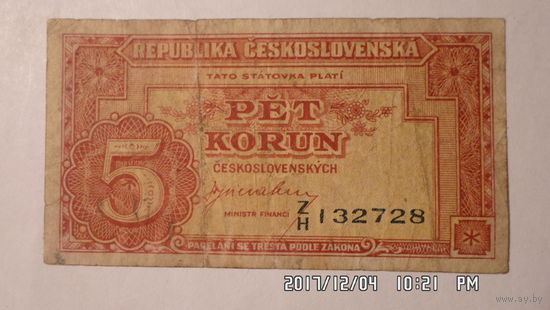 REPUBLIKA ČESKOSLOVENSKÁ
TATO STÁTOVKA PLATÍ
PĚT
KORUN
ČESKOSLOVENSKÝCH
5
MINISTR FINANCÍ
Z/H 132728
PADĚLÁNÍ SE TRESTÁ PODLE ZÁKONA
2017/12/04 10:21 PM
ay.by